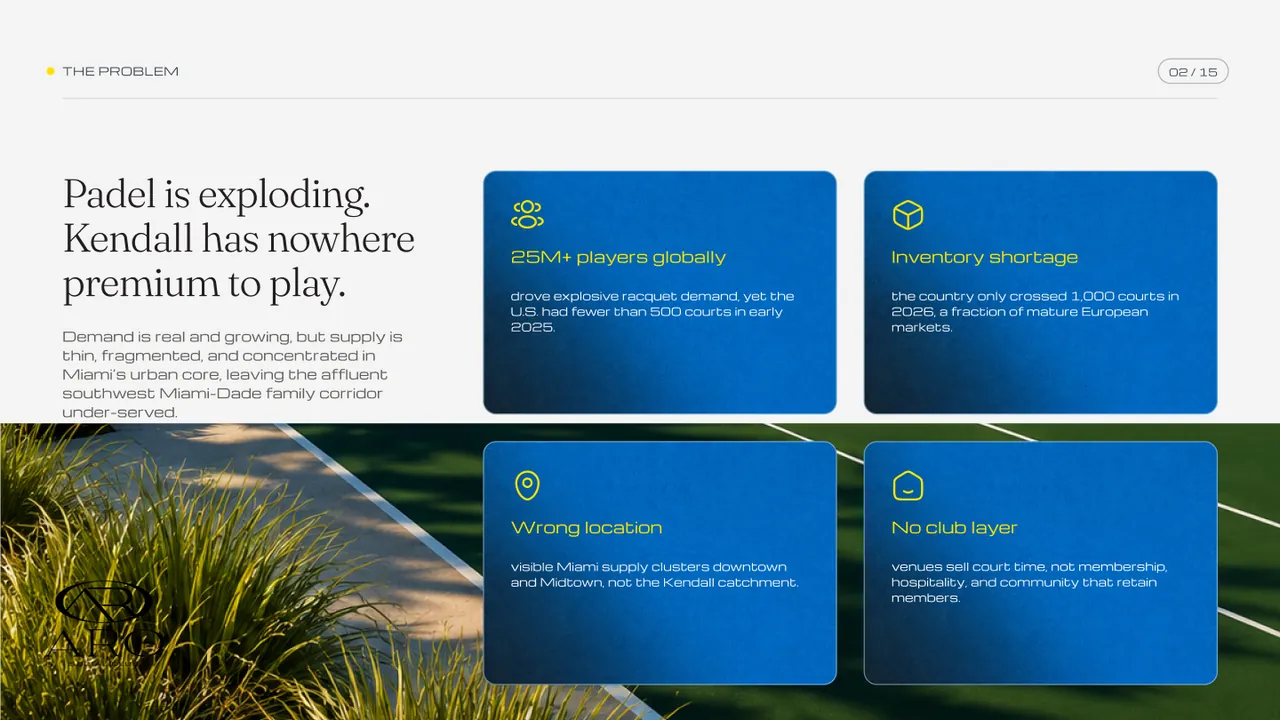 THE PROBLEM
02 / 15
Padel is exploding.
Kendall has nowhere
premium to play.
Demand is real and growing, but supply is
thin, fragmented, and concentrated in
Miami's urban core, leaving the affluent
southwest Miami-Dade family corridor
under-served.
25M+ players globally
drove explosive racquet demand, yet the
U.S. had fewer than 500 courts in early
2025.
Inventory shortage
the country only crossed 1,000 courts in
2026, a fraction of mature European
markets.
Wrong location
visible Miami supply clusters downtown
and Midtown, not the Kendall catchment.
No club layer
venues sell court time, not membership,
hospitality, and community that retain
members.